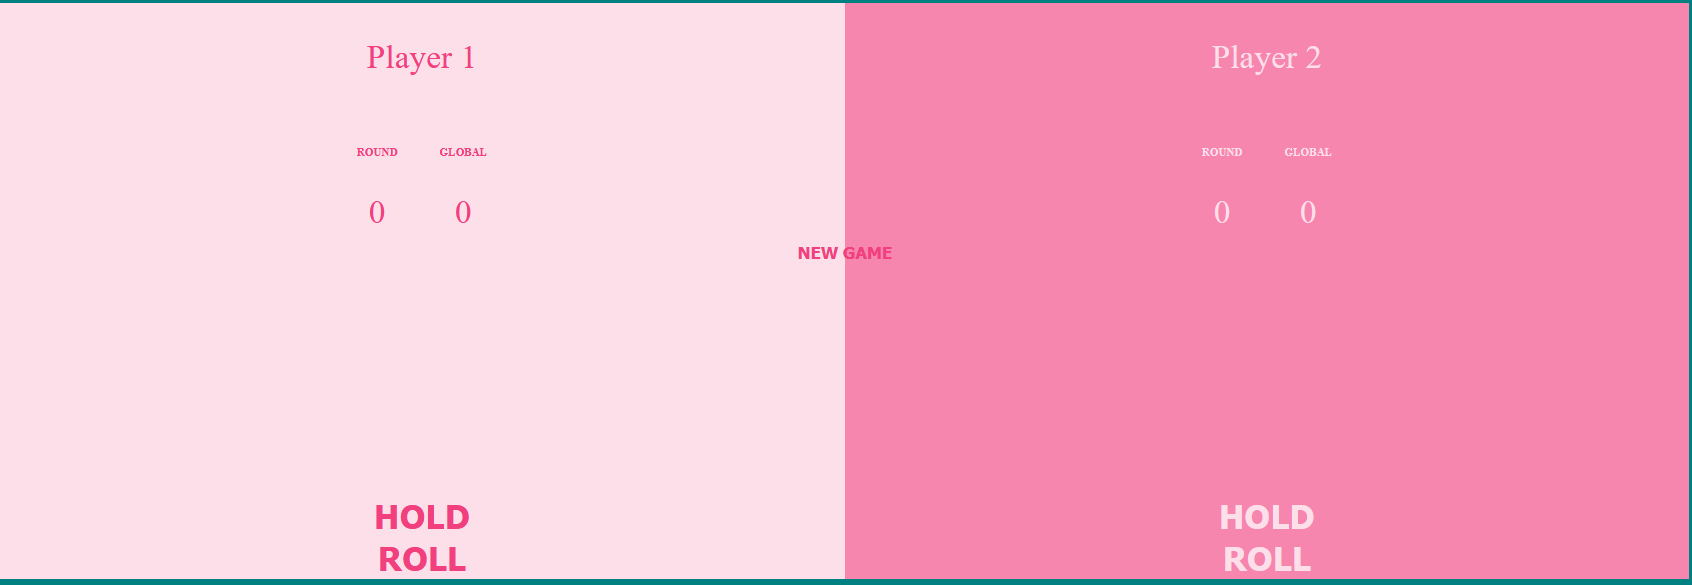 Player 1
ROUND GLOBAL
0 0
HOLD
ROLL
NEW GAME
Player 2
ROUND GLOBAL
0 0
HOLD
ROLL